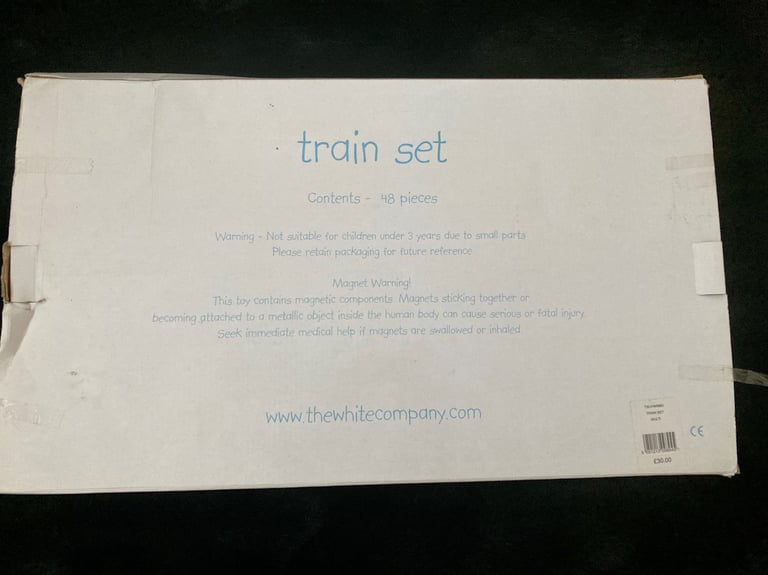 train set
Contents - 48 pieces
Warning - Not suitable for children under 3 years due to small parts
Please retain packaging for future reference
Magnet Warning!
This toy contains magnetic components. Magnets sticking together or
becoming attached to a metallic object inside the human body can cause serious or fatal injury.
Seek immediate medical help if magnets are swallowed or inhaled.
www.thewhitecompany.com
TRAIN SET
MULTI
CE
£30.00